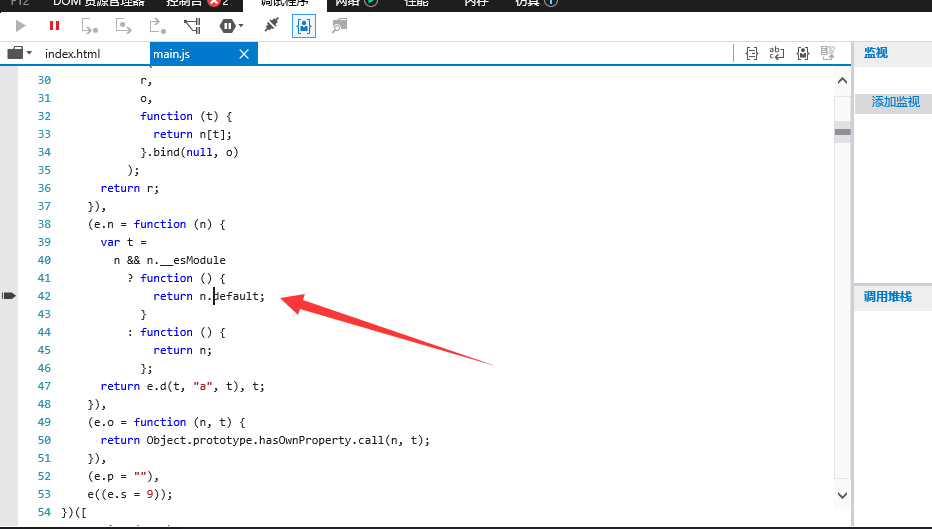 F12 DOM 资源管理器 控制台 2 调试程序 网络 性能 内存 仿真
index.html main.js
监视
添加监视
调用堆栈
30 r,
31 o,
32 function (t) {
33 return n[t];
34 }.bind(null, o)
35 );
36 return r;
37 }),
38 (e.n = function (n) {
39 var t =
40 n && n.__esModule
41 ? function () {
42 return n.default;
43 }
44 : function () {
45 return n;
46 };
47 return e.d(t, "a", t), t;
48 }),
49 (e.o = function (n, t) {
50 return Object.prototype.hasOwnProperty.call(n, t);
51 }),
52 (e.p = ""),
53 e((e.s = 9));
54 })([